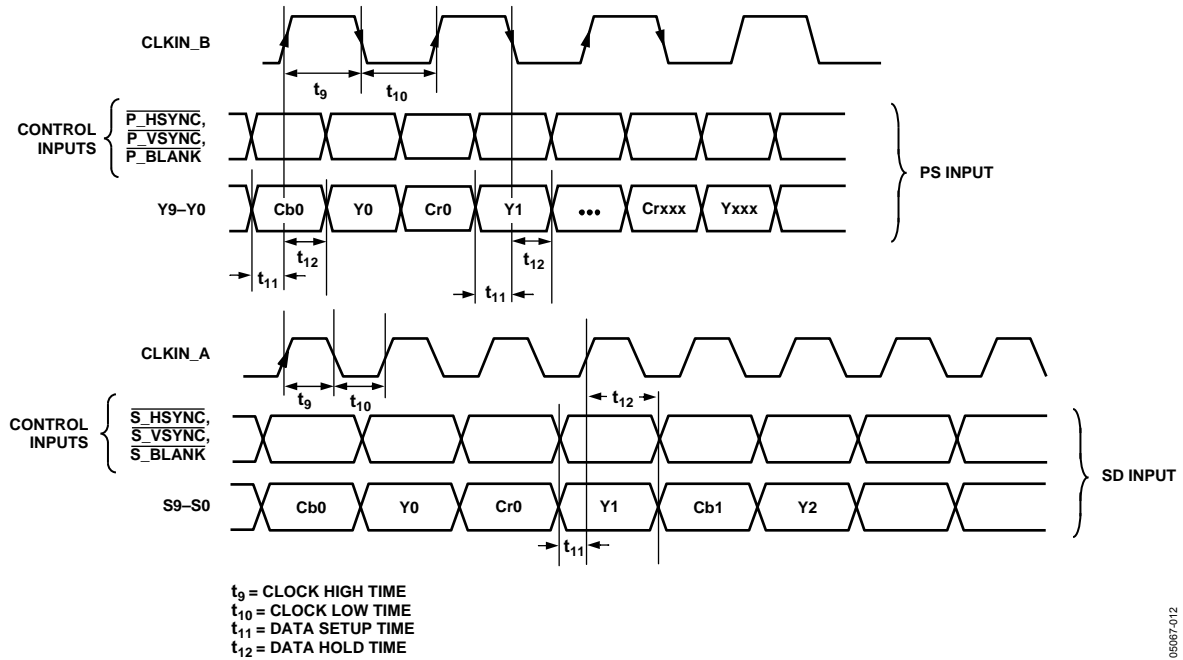 CLKIN_B
t9
t10
CONTROL
INPUTS
P_HSYNC,
P_VSYNC,
P_BLANK
PS INPUT
Y9–Y0
Cb0
Y0
Cr0
Y1
•••
Crxxx
Yxxx
t12
t12
t11
t11
CLKIN_A
t9
t10
t12
CONTROL
INPUTS
S_HSYNC,
S_VSYNC,
S_BLANK
SD INPUT
S9–S0
Cb0
Y0
Cr0
Y1
Cb1
Y2
t11
t9 = CLOCK HIGH TIME
t10 = CLOCK LOW TIME
t11 = DATA SETUP TIME
t12 = DATA HOLD TIME
05067-012